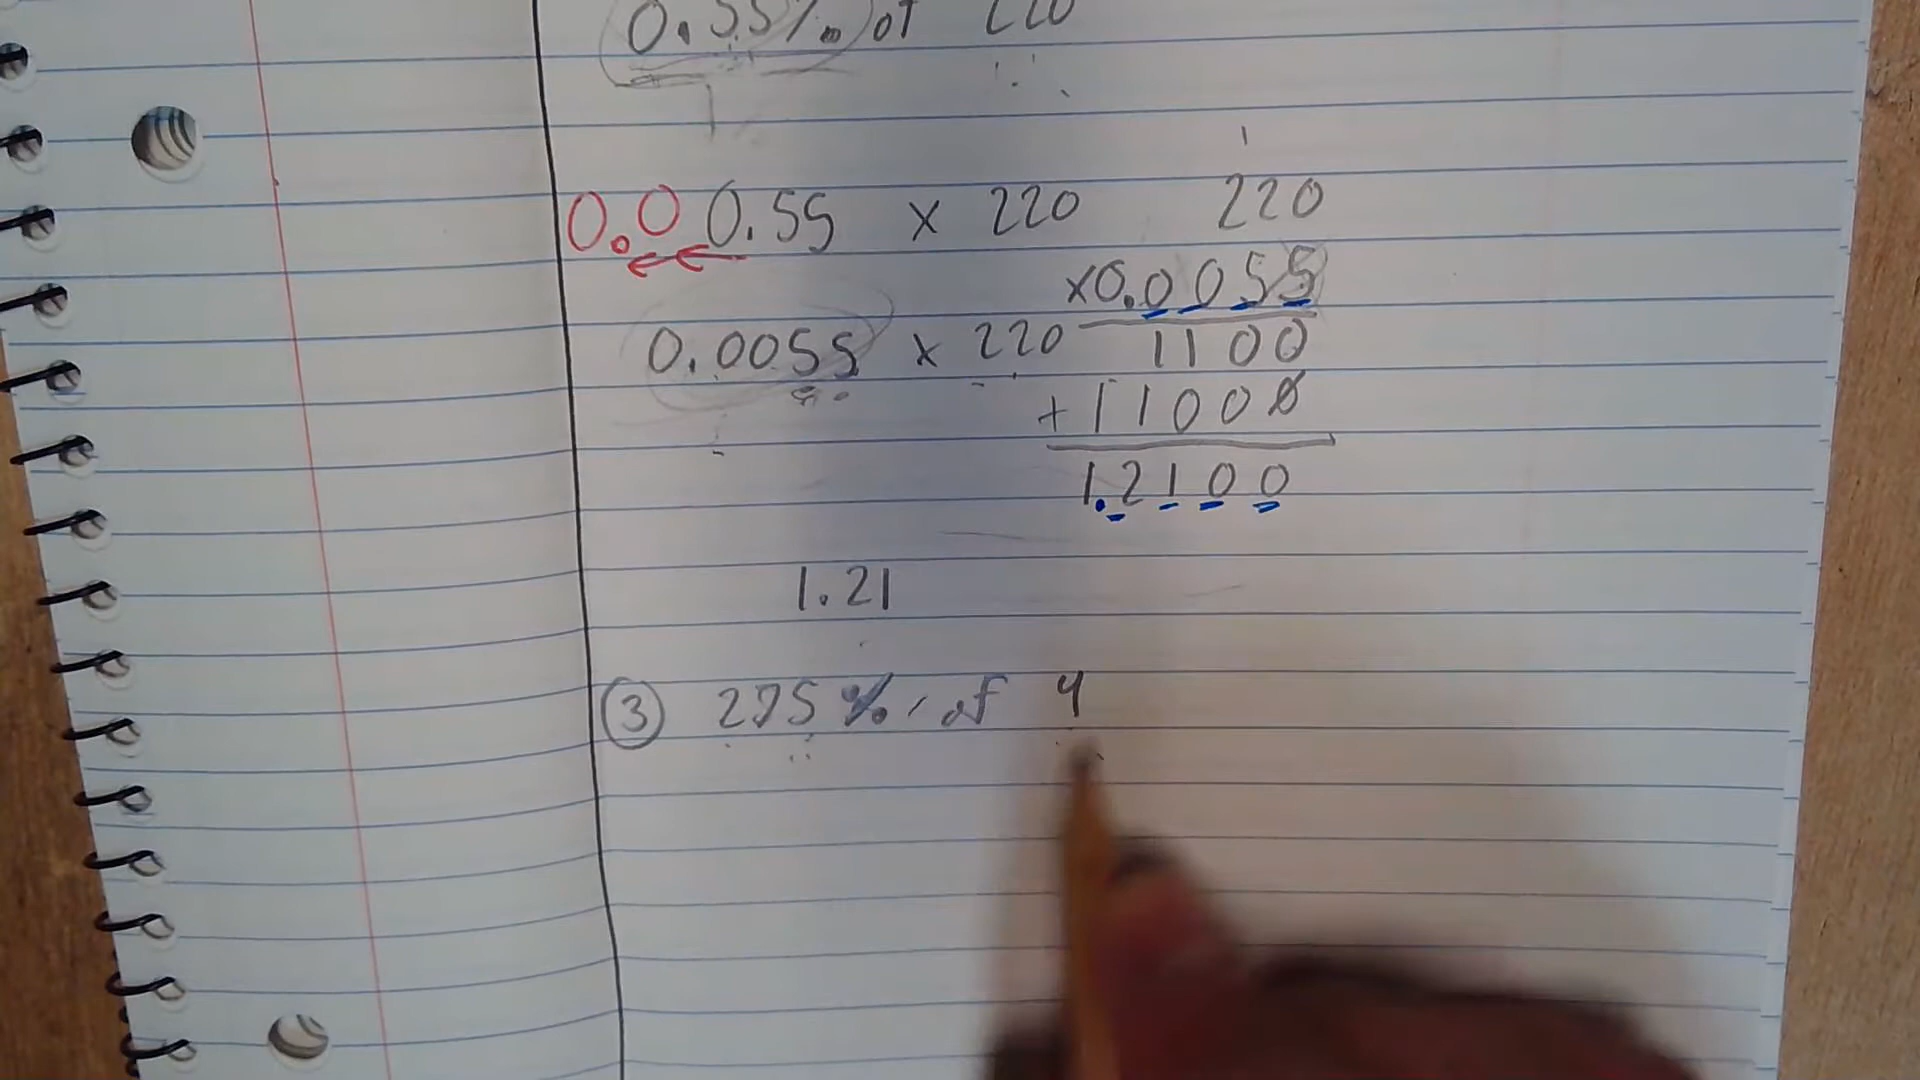 0.55% of 220
0.0 0.55 x 220
220
x0.0055
0.0055 x 220
1100
+11000
1.2100
1.21
3 275% of 4